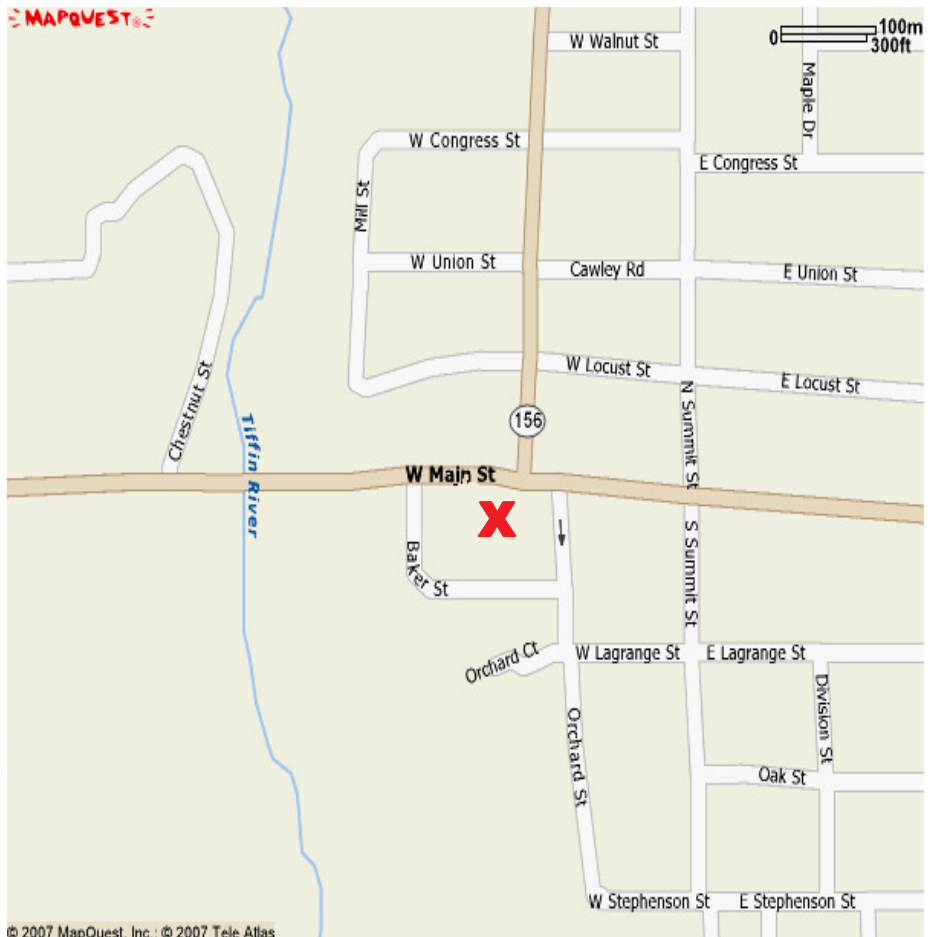 MAPQUEST®
W Walnut St
0 100m
300ft
Maple Dr
W Congress St
E Congress St
Mill St
W Union St
Cawley Rd
E Union St
W Locust St
E Locust St
Chestnut St
N Summit St
156
Tiffin River
W Main St
X
S Summit St
Baker St
Orchard Ct
W Lagrange St
E Lagrange St
Division St
Orchard St
Oak St
W Stephenson St
E Stephenson St
© 2007 MapQuest, Inc.; © 2007 Tele Atlas